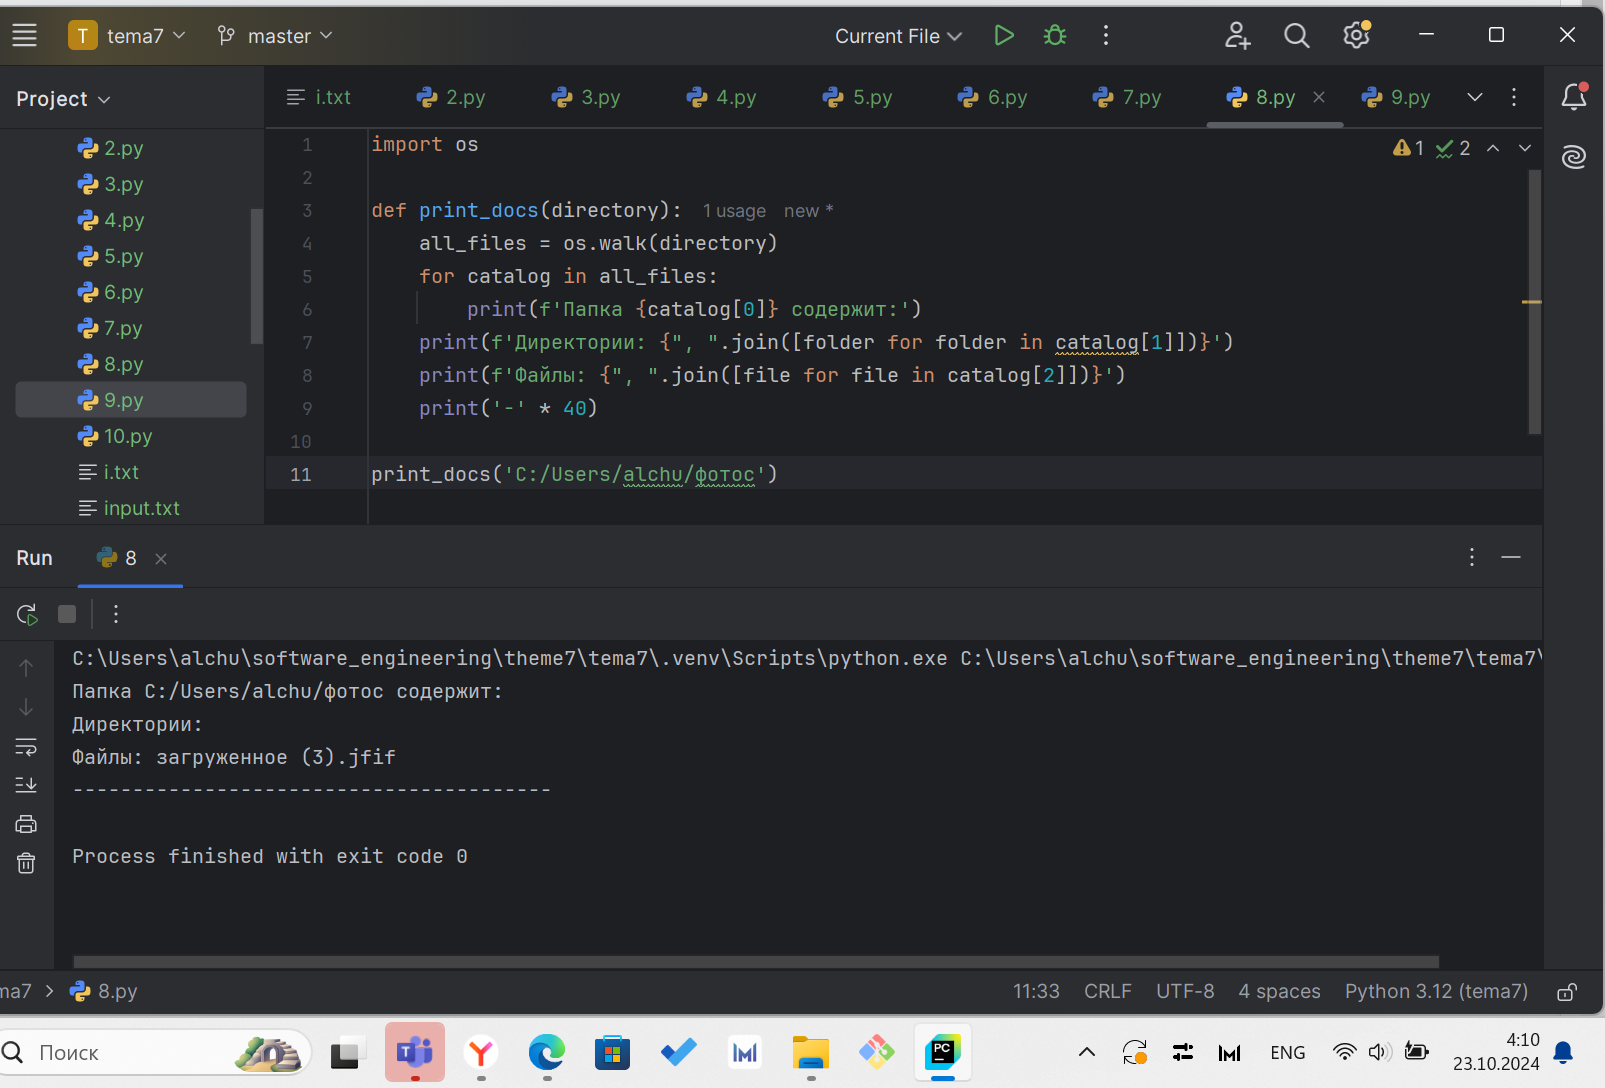 T tema7 master Current File
Project
i.txt 2.py 3.py 4.py 5.py 6.py 7.py 8.py 9.py
2.py
3.py
4.py
5.py
6.py
7.py
8.py
9.py
10.py
i.txt
input.txt
1 2
1 import os
2
3 def print_docs(directory): 1 usage new *
4 all_files = os.walk(directory)
5 for catalog in all_files:
6 print(f'Папка {catalog[0]} содержит:')
7 print(f'Директории: {", ".join([folder for folder in catalog[1]])}')
8 print(f'Файлы: {", ".join([file for file in catalog[2]])}')
9 print('-' * 40)
10
11 print_docs('C:/Users/alchu/фотос')
Run 8
C:\Users\alchu\software_engineering\theme7\tema7\.venv\Scripts\python.exe C:\Users\alchu\software_engineering\theme7\tema7\
Папка C:/Users/alchu/фотос содержит:
Директории:
Файлы: загруженное (3).jfif
----------------------------------------
Process finished with exit code 0
ma7 > 8.py 11:33 CRLF UTF-8 4 spaces Python 3.12 (tema7)
Поиск
PC
ENG
4:10
23.10.2024